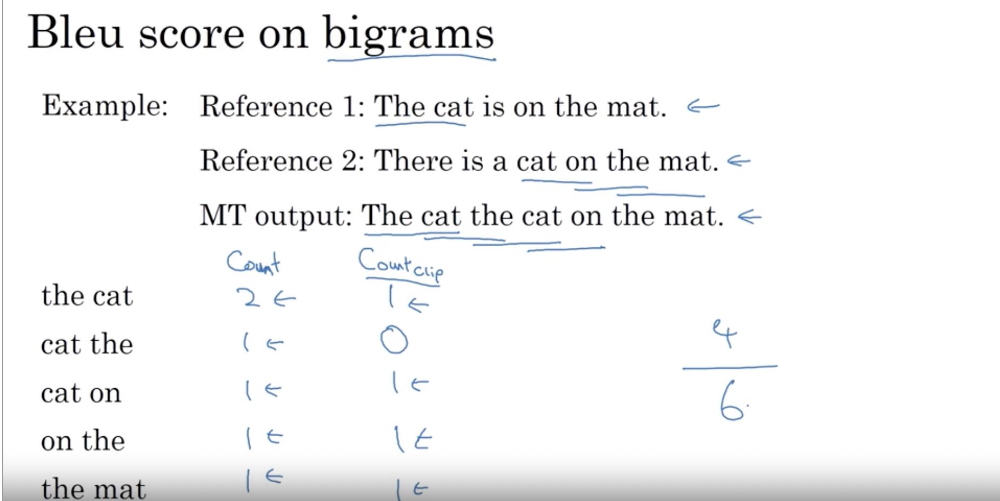 Bleu score on bigrams
Example: Reference 1: The cat is on the mat. ←
Reference 2: There is a cat on the mat. ←
MT output: The cat the cat on the mat. ←
Count Count clip
the cat 2 ← 1 ←
cat the 1 ← 0
cat on 1 ← 1 ←
on the 1 ← 1 ←
the mat 1 ← 1 ←
4
6